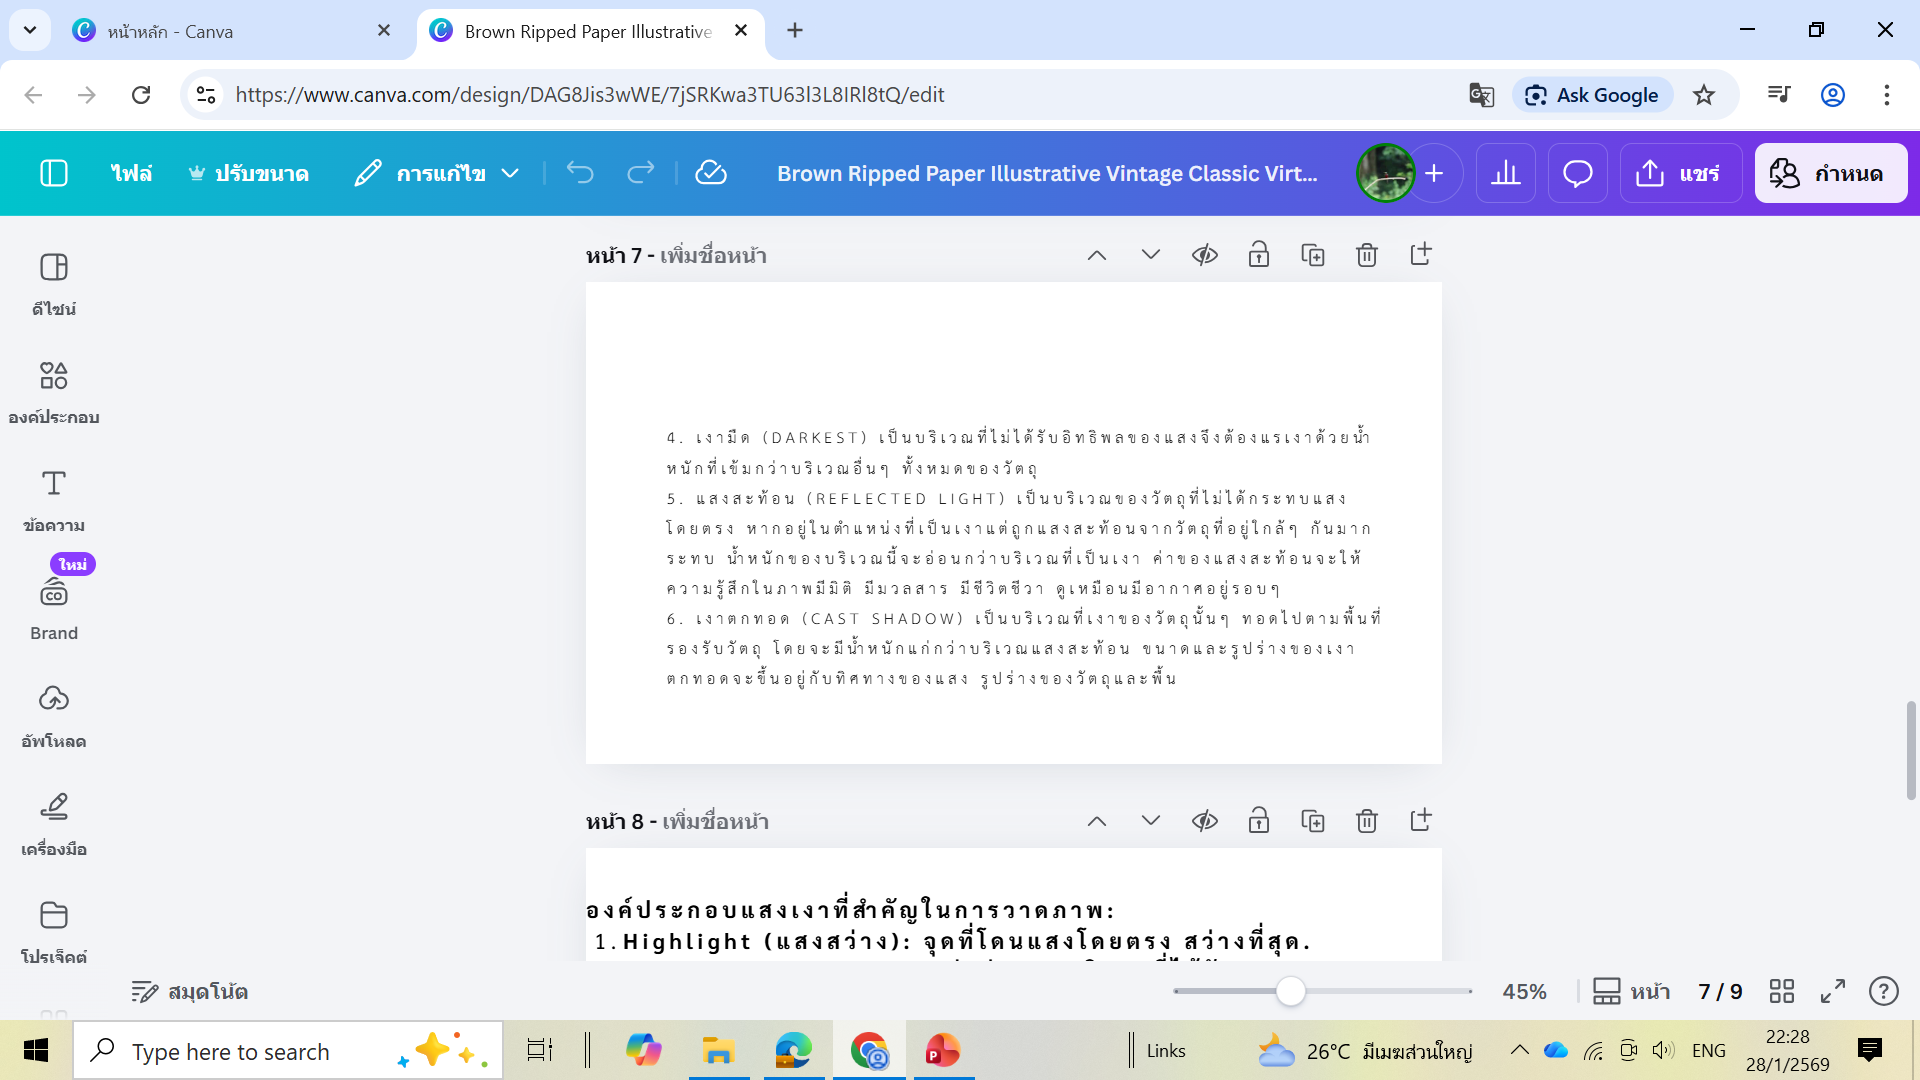 หน้าหลัก - Canva
Brown Ripped Paper Illustrative
https://www.canva.com/design/DAG8Jis3wWE/7jSRKwa3TU63l3L8IRl8tQ/edit
Ask Google
ไฟล์
ปรับขนาด
การแก้ไข
Brown Ripped Paper Illustrative Vintage Classic Virt...
แชร์
กำหนด
ดีไซน์
องค์ประกอบ
ข้อความ
ใหม่
Brand
อัพโหลด
เครื่องมือ
โปรเจ็คต์
หน้า 7 - เพิ่มชื่อหน้า
4. เงามืด (DARKEST) เป็นบริเวณที่ไม่ได้รับอิทธิพลของแสงจึงต้องแรเงาด้วยน้ำ
หนักที่เข้มกว่าบริเวณอื่นๆ ทั้งหมดของวัตถุ
5. แสงสะท้อน (REFLECTED LIGHT) เป็นบริเวณของวัตถุที่ไม่ได้กระทบแสง
โดยตรง หากอยู่ในตำแหน่งที่เป็นเงาแต่ถูกแสงสะท้อนจากวัตถุที่อยู่ใกล้ๆ กันมาก
ระทบ น้ำหนักของบริเวณนี้จะอ่อนกว่าบริเวณที่เป็นเงา ค่าของแสงสะท้อนจะให้
ความรู้สึกในภาพมีมิติ มีมวลสาร มีชีวิตชีวา ดูเหมือนมีอากาศอยู่รอบๆ
6. เงาตกทอด (CAST SHADOW) เป็นบริเวณที่เงาของวัตถุนั้นๆ ทอดไปตามพื้นที่
รองรับวัตถุ โดยจะมีน้ำหนักแก่กว่าบริเวณแสงสะท้อน ขนาดและรูปร่างของเงา
ตกทอดจะขึ้นอยู่กับทิศทางของแสง รูปร่างของวัตถุและพื้น
หน้า 8 - เพิ่มชื่อหน้า
องค์ประกอบแสงเงาที่สำคัญในการวาดภาพ:
1. Highlight (แสงสว่าง): จุดที่โดนแสงโดยตรง สว่างที่สุด.
สมุดโน้ต
45%
หน้า
7 / 9
Type here to search
Links
26°C มีเมฆส่วนใหญ่
ENG
22:28
28/1/2569